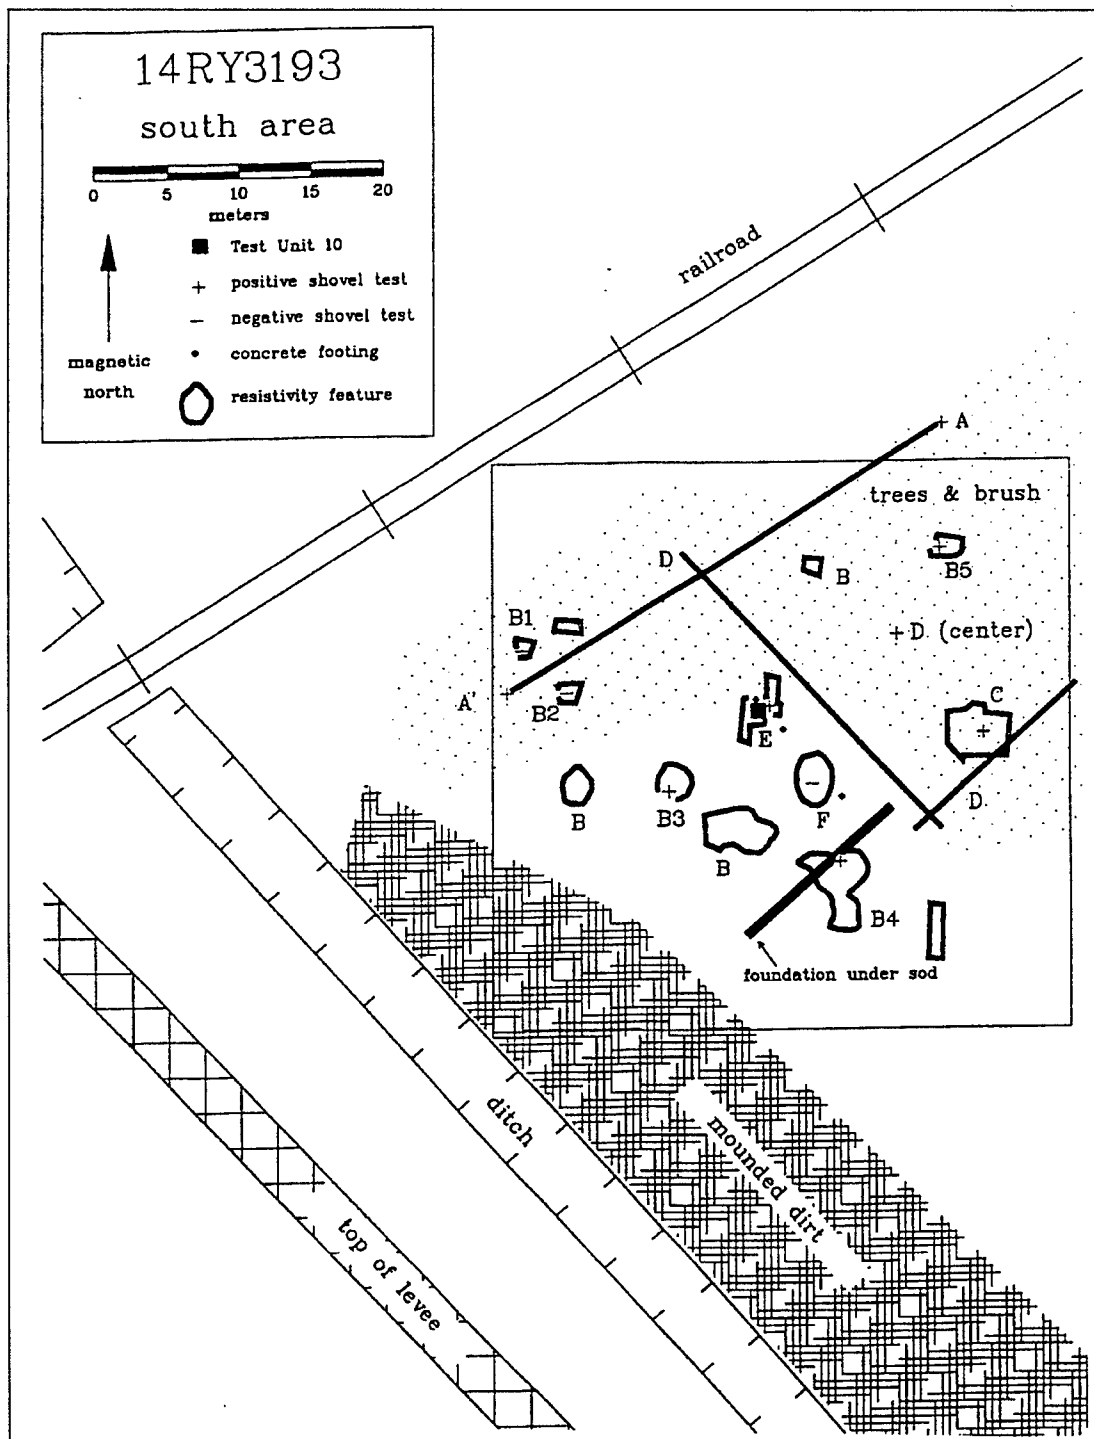 14RY3193
south area
0 5 10 15 20
meters
Test Unit 10
+ positive shovel test
− negative shovel test
concrete footing
resistivity feature
magnetic
north
railroad
+ A
trees & brush
D
B
B5
B1
+ D (center)
A'
B2
C
E
B
B3
F
D
B
B4
foundation under sod
ditch
mounded dirt
top of levee